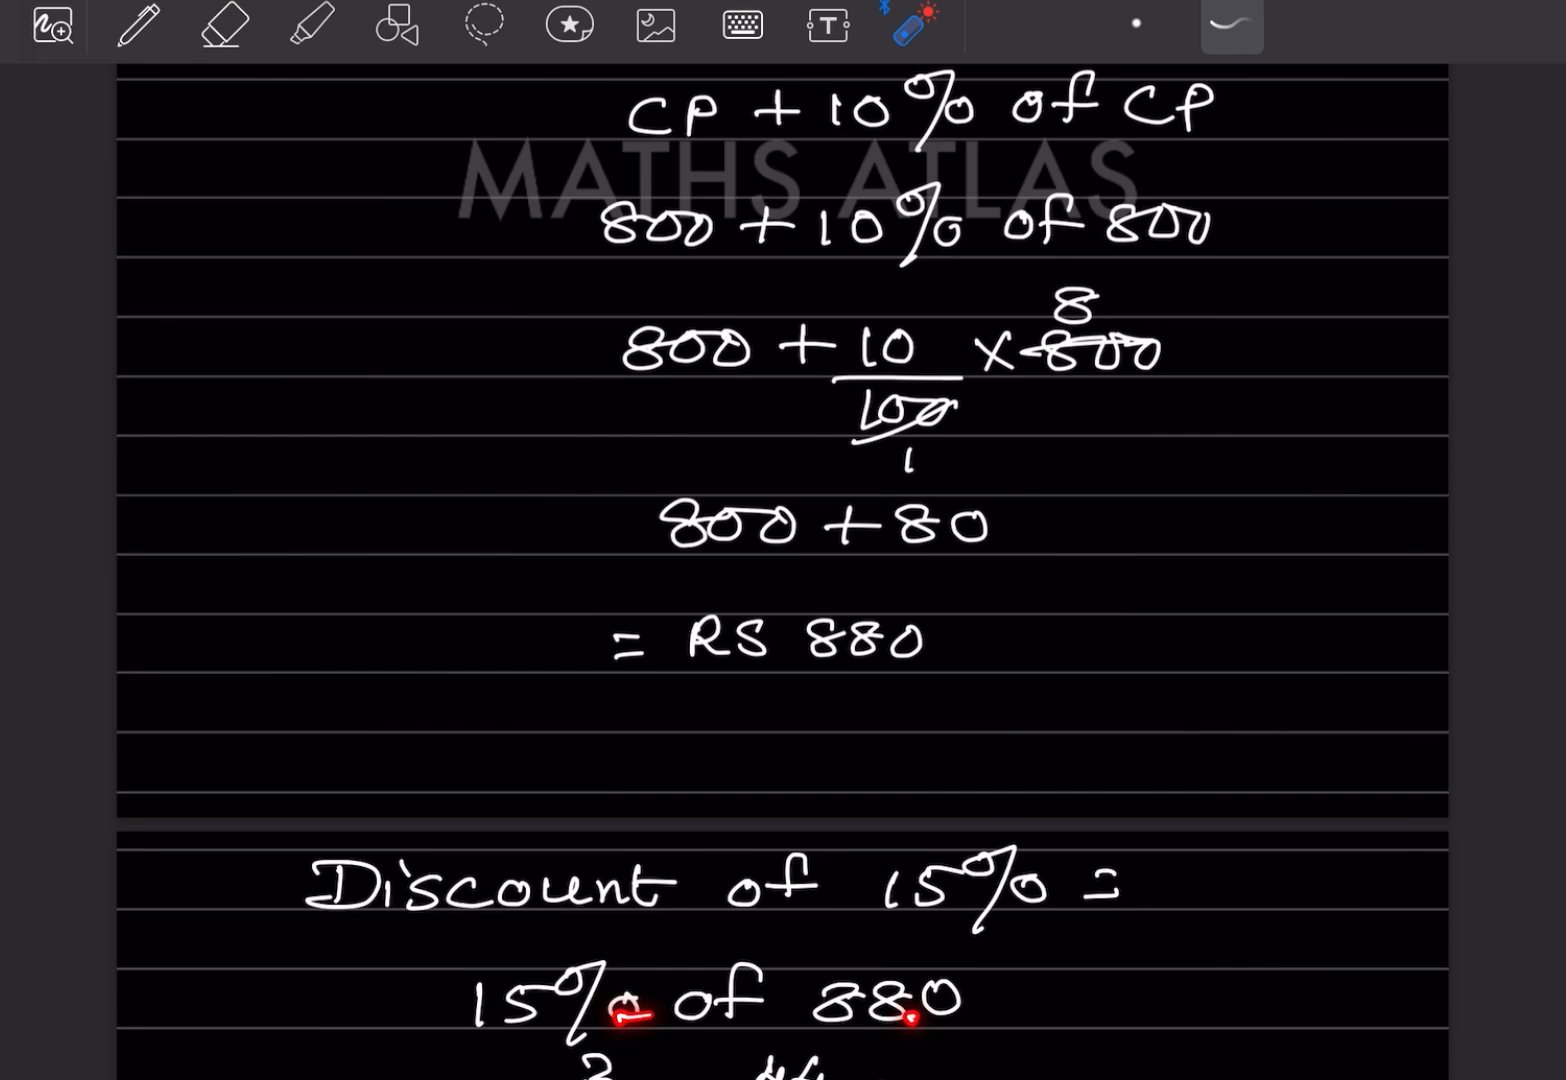 CP + 10% of CP
MATHS ATLAS
800 + 10% of 800
8
800 + 10 × 800
100
1
800 + 80
= RS 880
Discount of 15% =
15% of 880